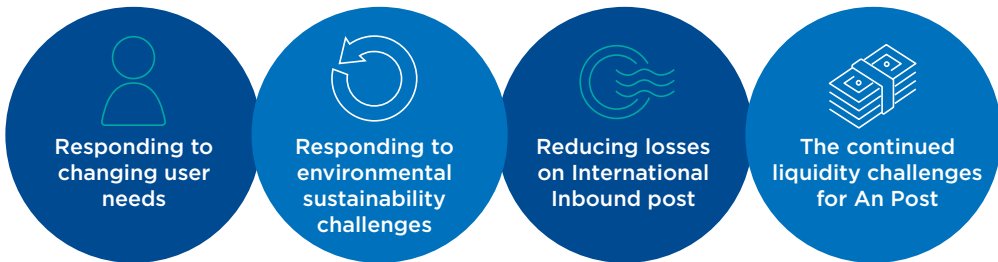 Responding to
changing user
needs
Responding to
environmental
sustainability
challenges
Reducing losses
on International
Inbound post
The continued
liquidity challenges
for An Post